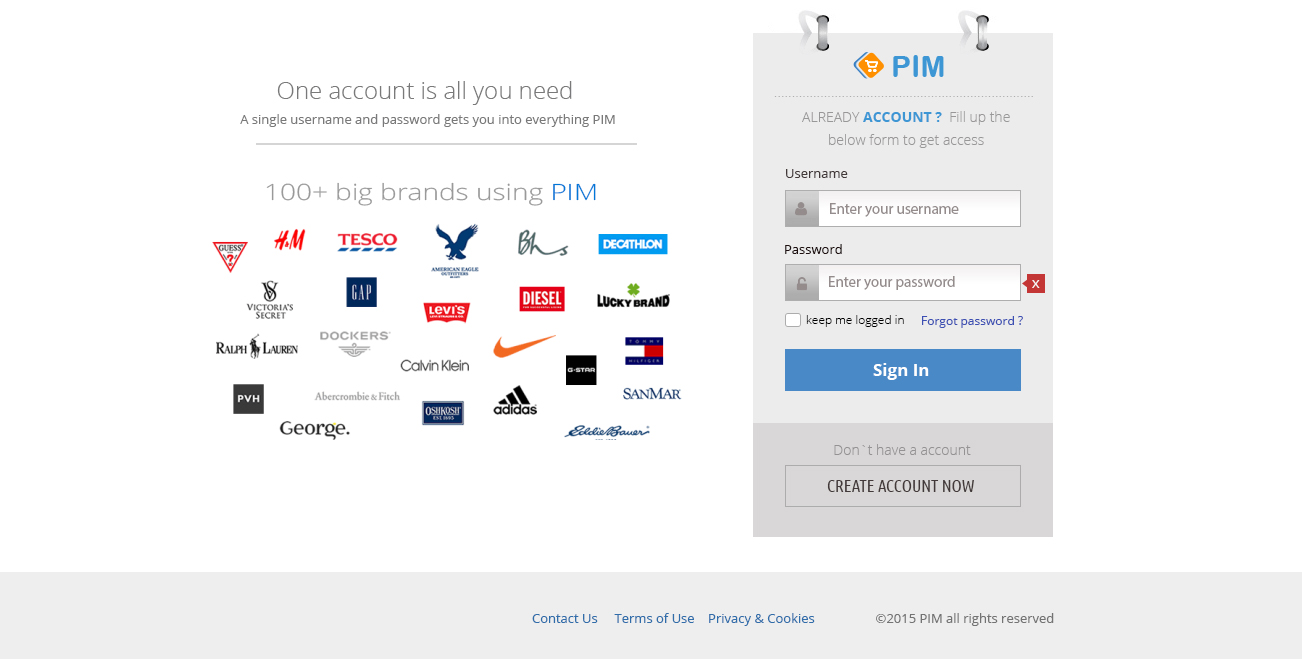 One account is all you need
A single username and password gets you into everything PIM
100+ big brands using PIM
GUESS
?
H&M
TESCO
AMERICAN EAGLE
OUTFITTERS
Bhs
DECATHLON
VICTORIA'S
SECRET
GAP
LEVI'S
DIESEL
LUCKY BRAND
RALPH LAUREN
DOCKERS
Calvin Klein
G-STAR
TOMMY
HILFIGER
PVH
Abercrombie & Fitch
OSHKOSH
EST. 1895
adidas
SANMAR
George.
Eddie Bauer
PIM
ALREADY ACCOUNT ? Fill up the
below form to get access
Username
Enter your username
Password
Enter your password
X
keep me logged in Forgot password ?
Sign In
Don`t have a account
CREATE ACCOUNT NOW
Contact Us Terms of Use Privacy & Cookies ©2015 PIM all rights reserved